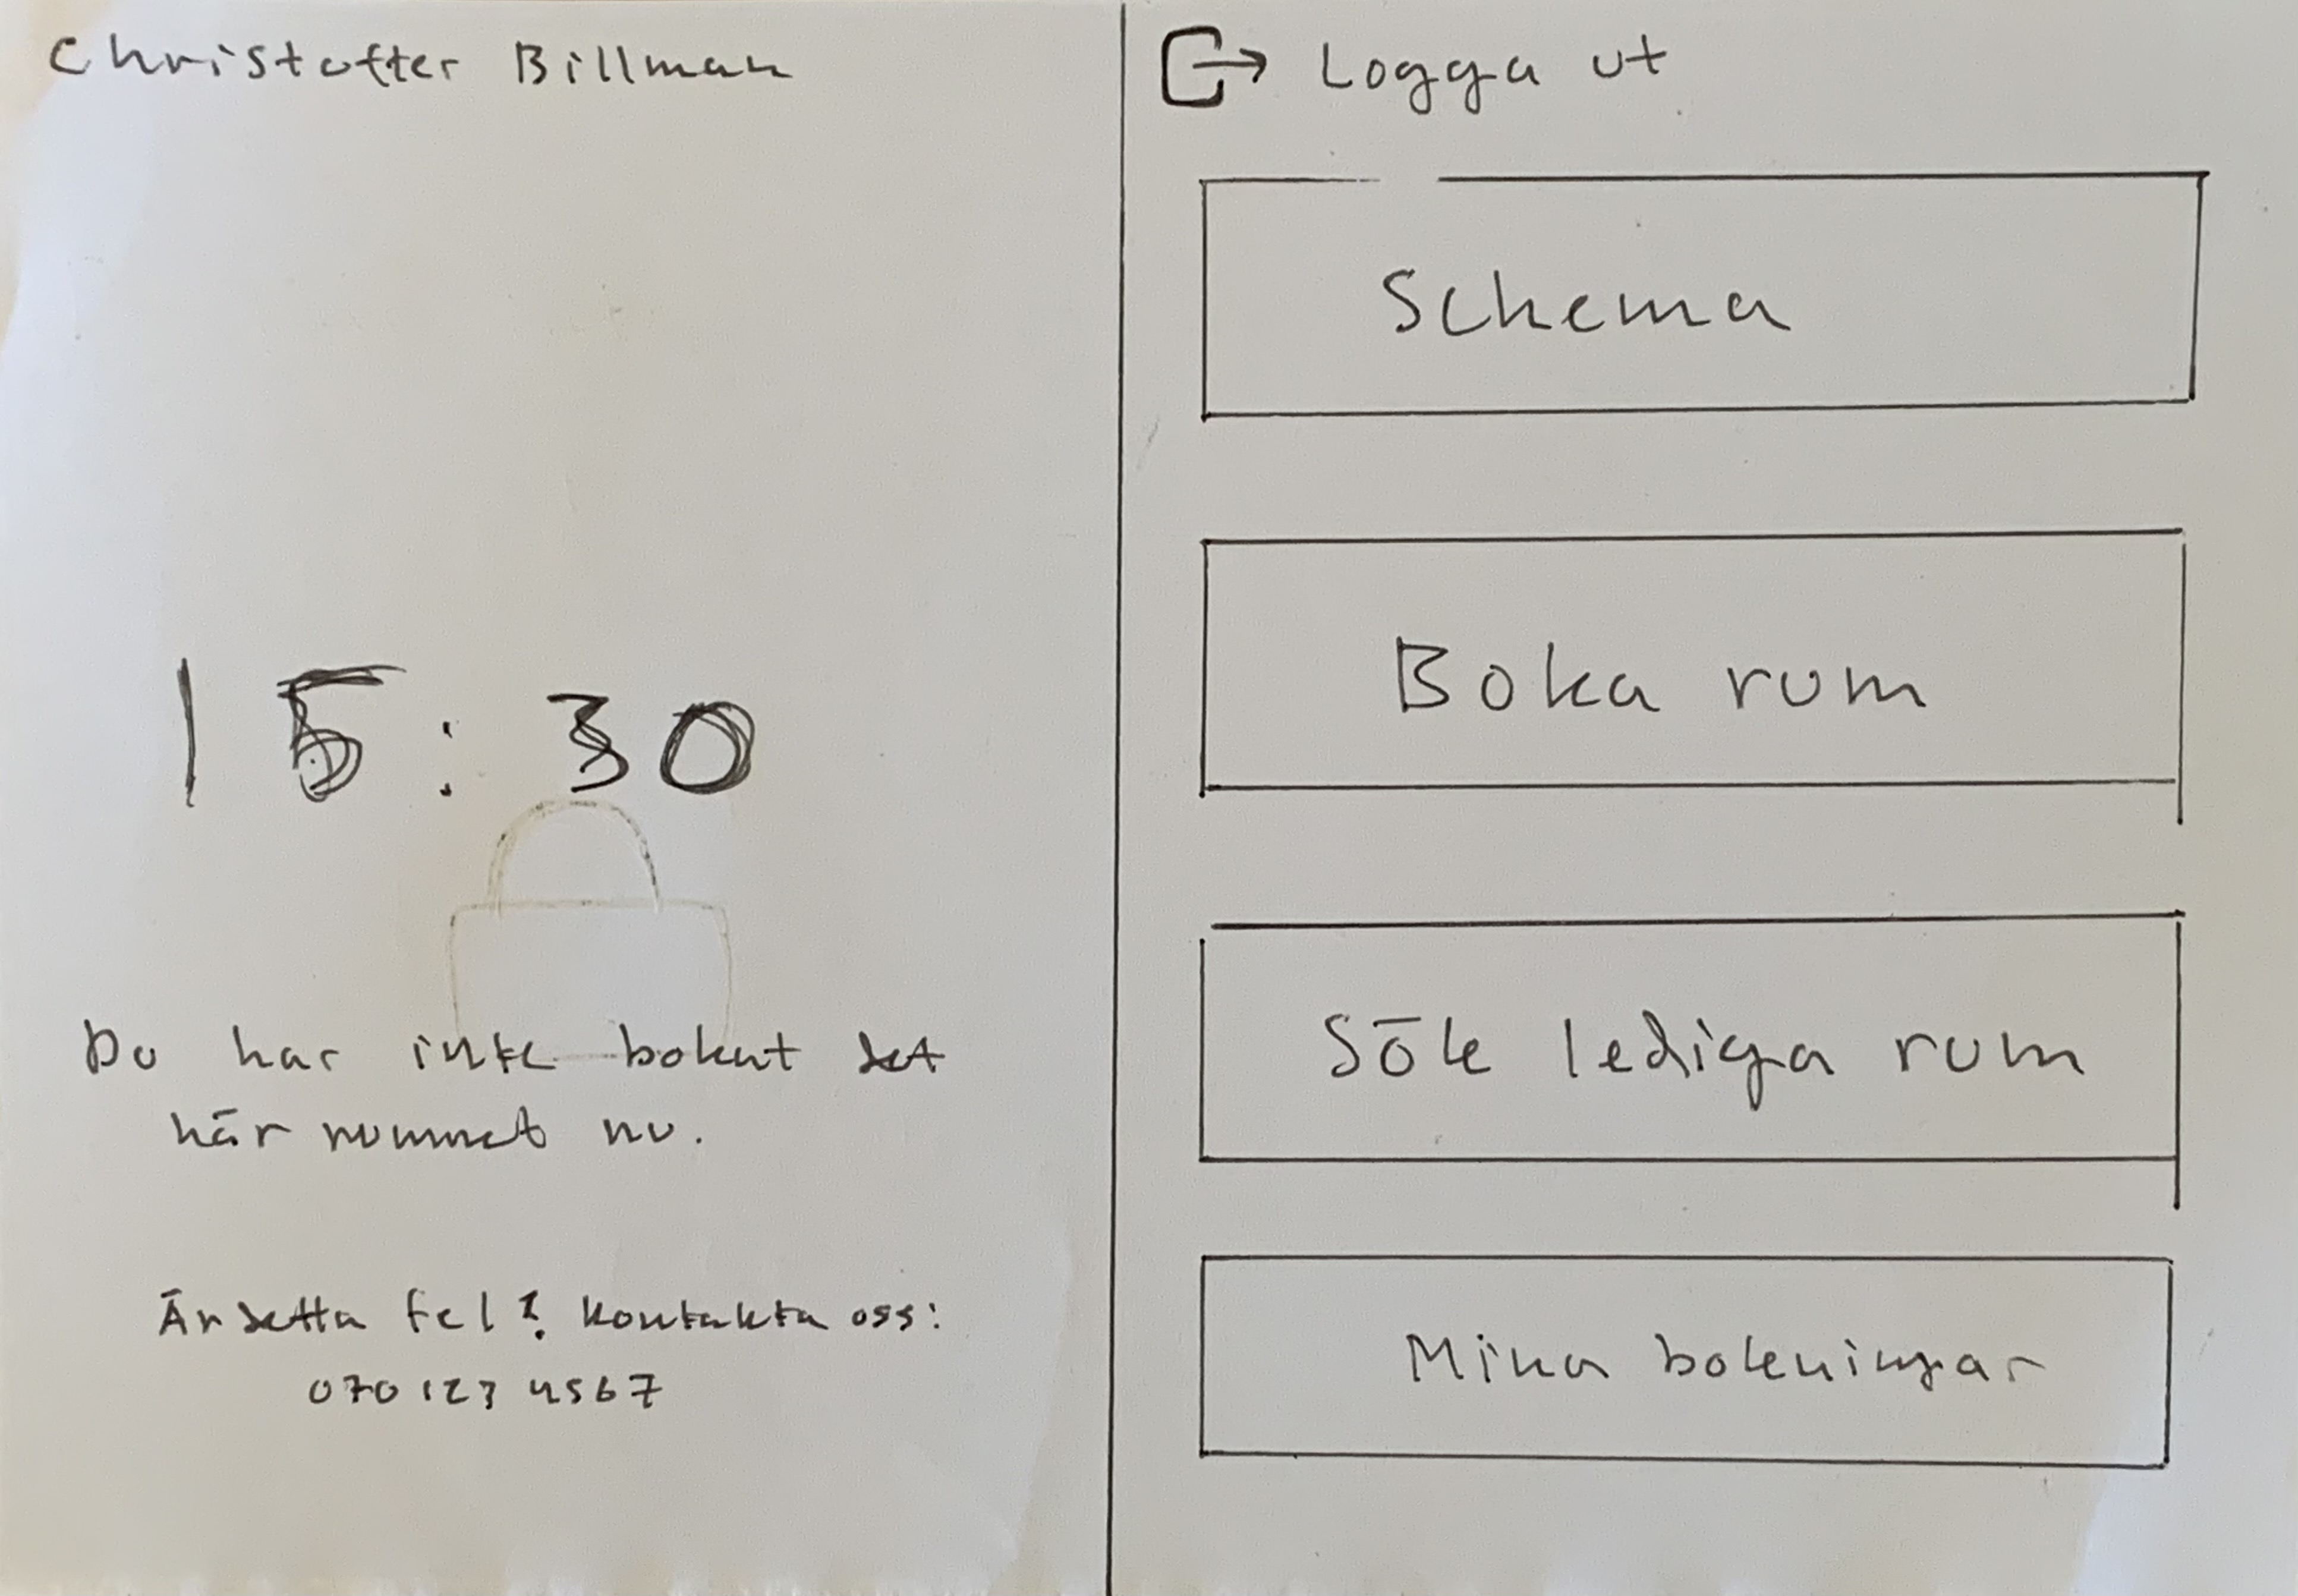 Christoffer Billman
15:30
Du har inte bokat det
här rummet nu.
Är detta fel? Kontakta oss:
070 123 4567
Logga ut
Schema
Boka rum
Sök lediga rum
Mina bokningar